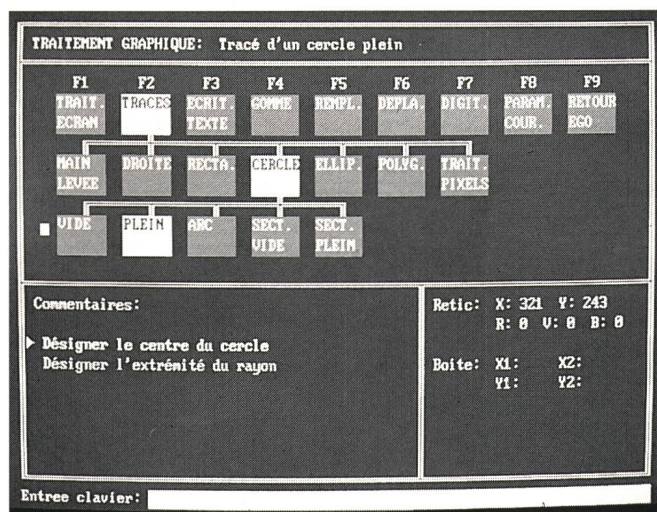 TRAITEMENT GRAPHIQUE: Tracé d'un cercle plein
F1 F2 F3 F4 F5 F6 F7 F8 F9
TRAIT. TRACES ECRIT. GOMME REMPL. DEPLA. DIGIT. PARAM. RETOUR
ECRAN TEXTE COUR. EGO
MAIN DROITE RECTA. CERCLE ELLIP. POLYG. TRAIT.
LEVEE PIXELS
VIDE PLEIN ARC SECT. SECT.
VIDE PLEIN
Commentaires:
Désigner le centre du cercle
Désigner l'extrémité du rayon
Retic: X: 321 Y: 243
R: 0 V: 0 B: 0
Boite: X1: X2:
Y1: Y2:
Entree clavier: